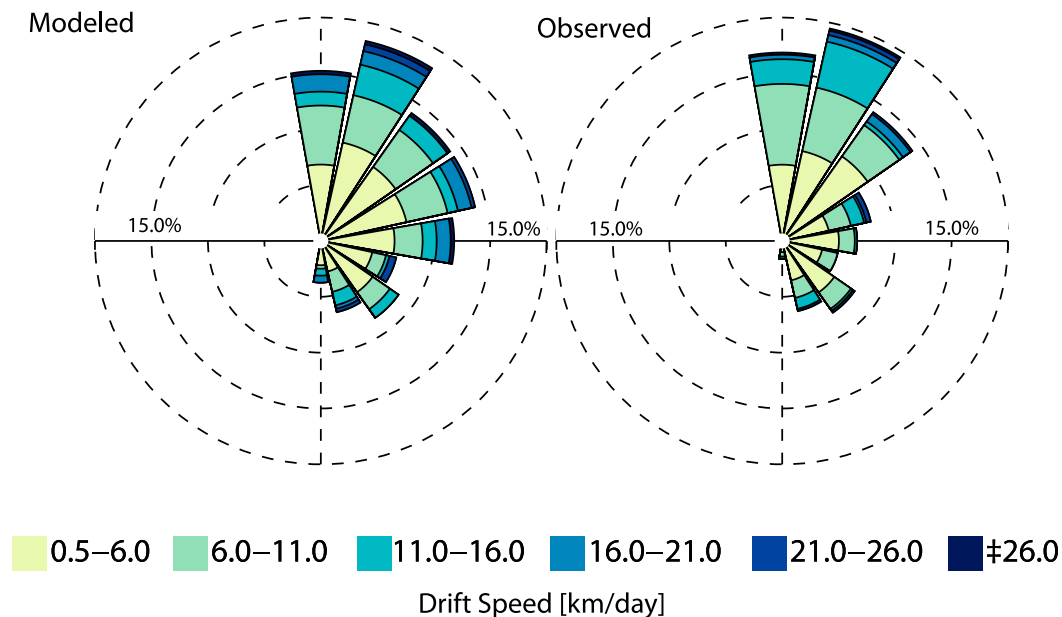 Modeled
Observed
15.0% 15.0% 15.0% 15.0%
0.5–6.0 6.0–11.0 11.0–16.0 16.0–21.0 21.0–26.0 ‡26.0
Drift Speed [km/day]